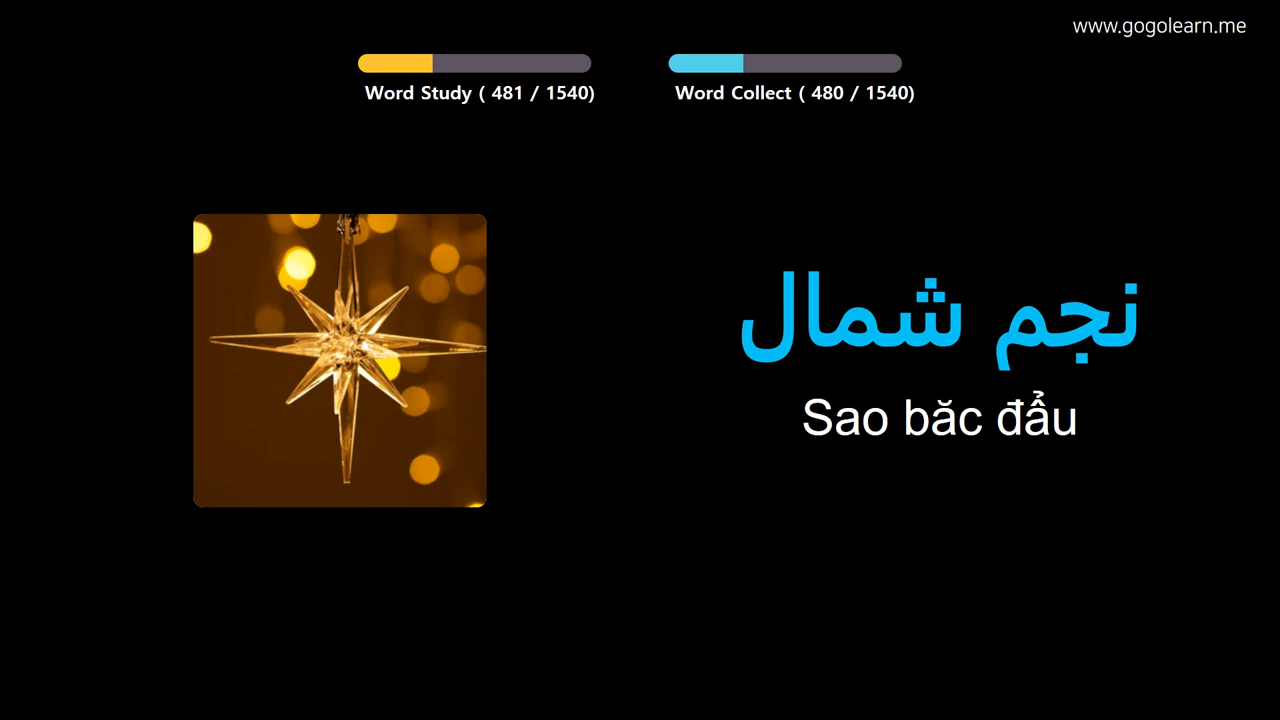 www.gogolearn.me
Word Study ( 481 / 1540)
Word Collect ( 480 / 1540)
نجم شمال
Sao băc đẩu